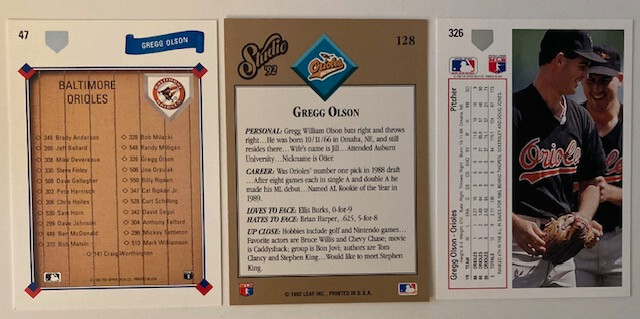 47
GREGG OLSON
BALTIMORE
ORIOLES
349 Brady Anderson
260 Jeff Ballard
308 Mike Devereaux
330 Steve Finley
550 Dave Gallagher
302 Pete Harnisch
306 Chris Hoiles
530 Sam Horn
299 Dave Johnson
446 Ben McDonald
310 Bob Melvin
328 Bob Milacki
548 Randy Milligan
326 Gregg Olson
506 Joe Orsulak
550 Billy Ripken
347 Cal Ripken Jr.
528 Curt Schilling
342 David Segui
304 Anthony Telford
296 Mickey Tettleton
510 Mark Williamson
141 Craig Worthington
Studio
'92
128
Orioles
GREGG OLSON
PERSONAL: Gregg William Olson bats right and throws
right... He was born 10/11/66 in Omaha, NE, and still
resides there...Wife's name is Jill...Attended Auburn
University...Nickname is Otter.
CAREER: Was Orioles' number one pick in 1988 draft
...After eight games each in single A and double A he
made his ML debut...Named AL Rookie of the Year in
1989.
LOVES TO FACE: Ellis Burks, 0-for-9
HATES TO FACE: Brian Harper, .625, 5-for-8
UP CLOSE: Hobbies include golf and Nintendo games...
Favorite actors are Bruce Willis and Chevy Chase; movie
is Caddyshack; group is Bon Jovi; authors are Tom
Clancy and Stephen King...Would like to meet Stephen
King.
© 1992 LEAF INC., PRINTED IN U.S.A.
326
Gregg Olson - Orioles
Pitcher
Orioles